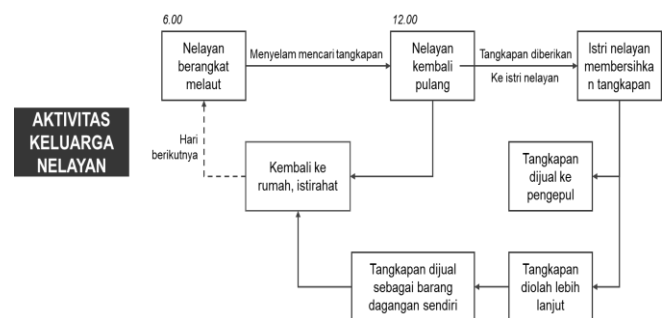 6.00
12.00
Nelayan
berangkat
melaut
Menyelam mencari tangkapan
Nelayan
kembali
pulang
Tangkapan diberikan
Ke istri nelayan
Istri nelayan
membersihka
n tangkapan
AKTIVITAS
KELUARGA
NELAYAN
Hari
berikutnya
Kembali ke
rumah, istirahat
Tangkapan
dijual ke
pengepul
Tangkapan dijual
sebagai barang
dagangan sendiri
Tangkapan
diolah lebih
lanjut